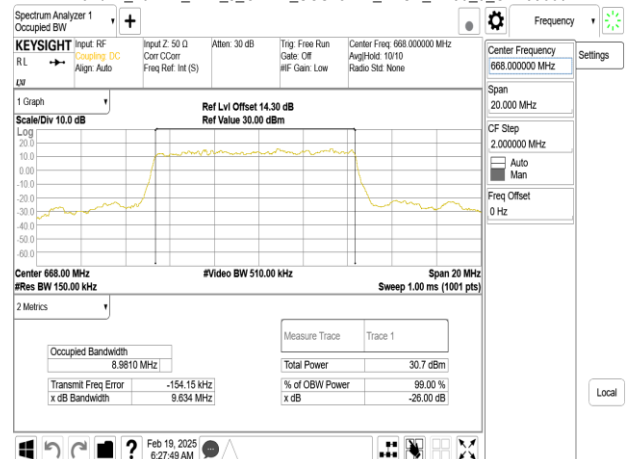 Spectrum Analyzer 1
Occupied BW
Frequency
KEYSIGHT
RL
LXI
Input: RF
Coupling: DC
Align: Auto
Input Z: 50 Ω
Corr CCorr
Freq Ref: Int (S)
Atten: 30 dB
Trig: Free Run
Gate: Off
#IF Gain: Low
Center Freq: 668.000000 MHz
Avg|Hold: 10/10
Radio Std: None
Center Frequency
668.000000 MHz
Settings
Span
20.000 MHz
CF Step
2.000000 MHz
Auto
Man
Freq Offset
0 Hz
Local
1 Graph
Scale/Div 10.0 dB
Ref Lvl Offset 14.30 dB
Ref Value 30.00 dBm
Log
20.0
10.0
0.00
-10.0
-20.0
-30.0
-40.0
-50.0
-60.0
Center 668.00 MHz
#Video BW 510.00 kHz
Span 20 MHz
#Res BW 150.00 kHz
Sweep 1.00 ms (1001 pts)
2 Metrics
Measure Trace Trace 1
Occupied Bandwidth
8.9810 MHz
Total Power 30.7 dBm
Transmit Freq Error -154.15 kHz
% of OBW Power 99.00 %
x dB Bandwidth 9.634 MHz
x dB -26.00 dB
Feb 19, 2025
6:27:49 AM